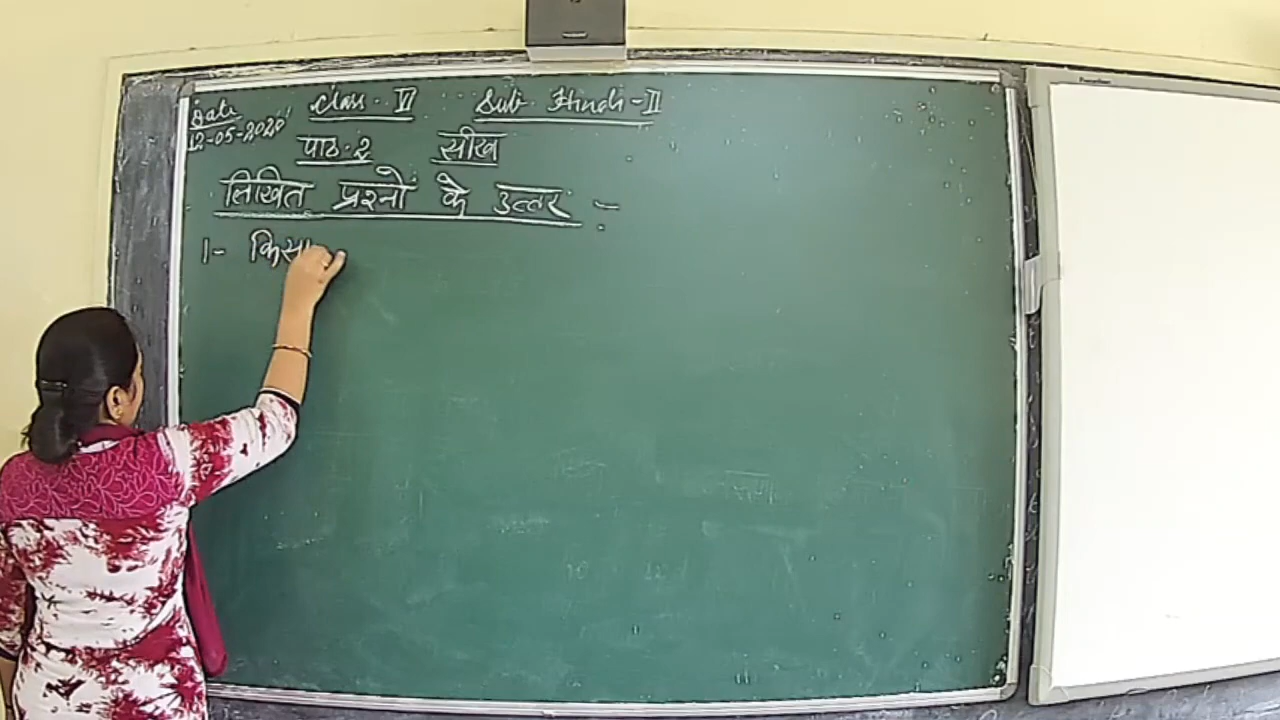 Date Class - VI Sub - Hindi - II
12-05-2020
पाठ - 2 सीख
लिखित प्रश्नों के उत्तर :-
1- किसा